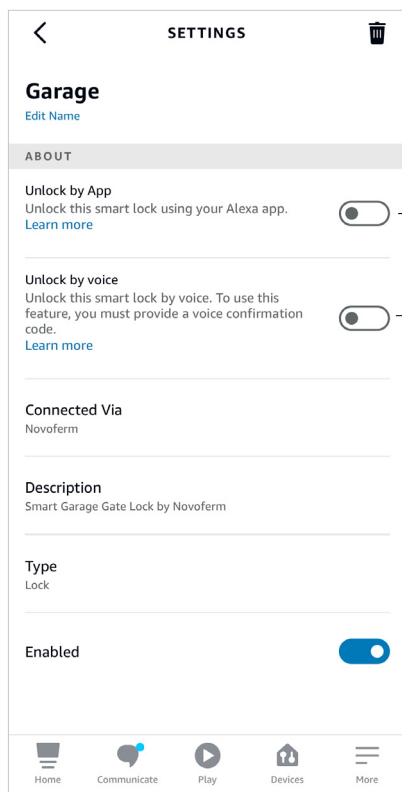 SETTINGS
Garage
Edit Name
ABOUT
Unlock by App
Unlock this smart lock using your Alexa app.
Learn more
Unlock by voice
Unlock this smart lock by voice. To use this
feature, you must provide a voice confirmation
code.
Learn more
Connected Via
Novoferm
Description
Smart Garage Gate Lock by Novoferm
Type
Lock
Enabled
Home Communicate Play Devices More